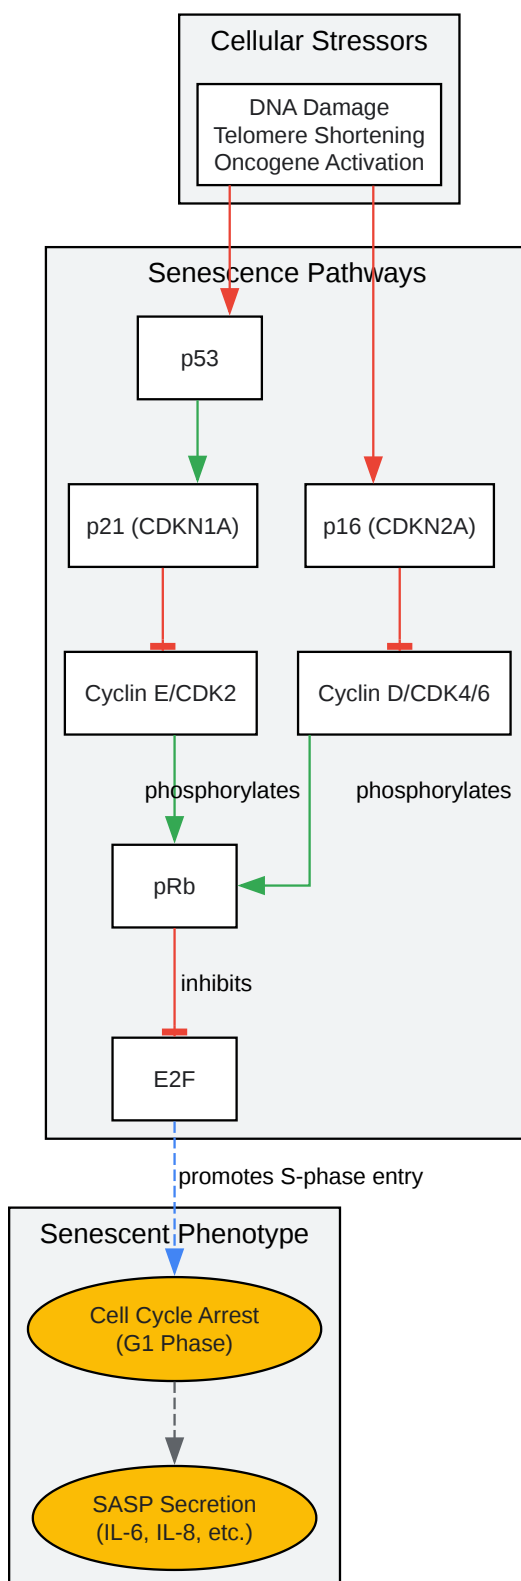 Cellular Stressors
DNA Damage
Telomere Shortening
Oncogene Activation
Senescence Pathways
p53
p21 (CDKN1A)
p16 (CDKN2A)
Cyclin E/CDK2
Cyclin D/CDK4/6
phosphorylates
phosphorylates
pRb
inhibits
E2F
promotes S-phase entry
Senescent Phenotype
Cell Cycle Arrest
(G1 Phase)
SASP Secretion
(IL-6, IL-8, etc.)